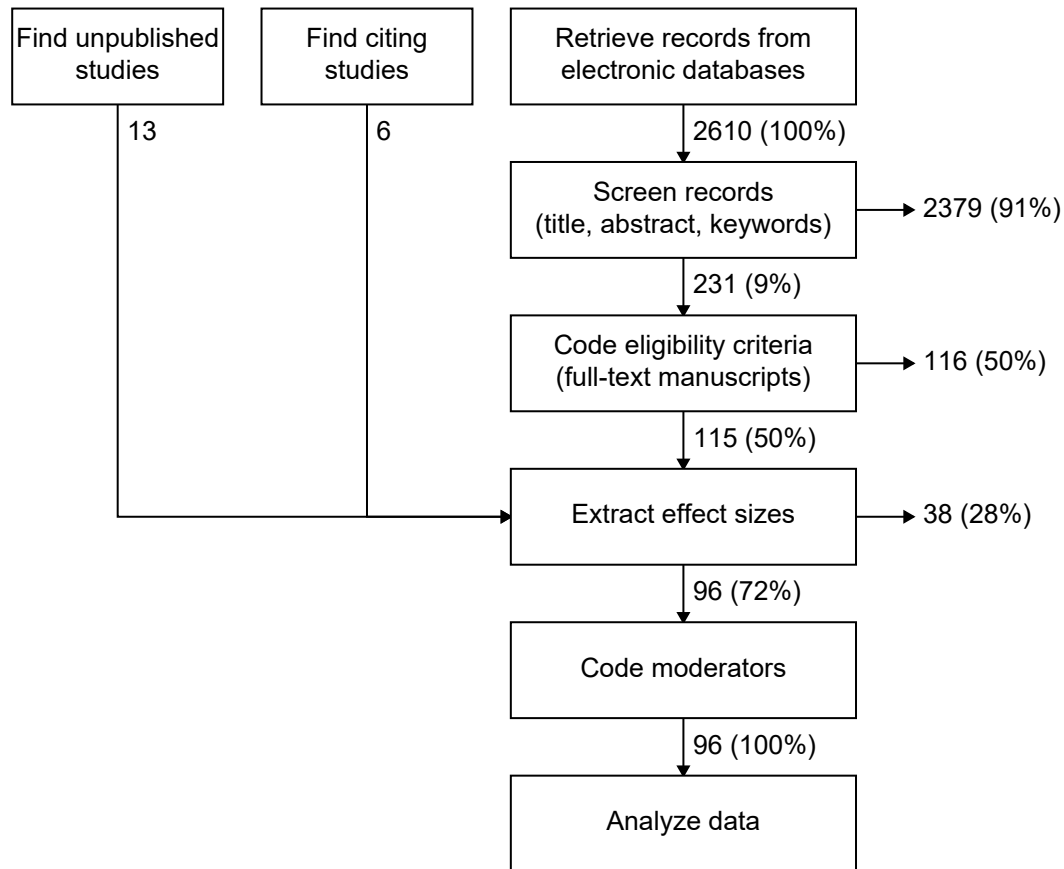 Find unpublished
studies
Find citing
studies
Retrieve records from
electronic databases
13
6
2610 (100%)
Screen records
(title, abstract, keywords)
2379 (91%)
231 (9%)
Code eligibility criteria
(full-text manuscripts)
116 (50%)
115 (50%)
Extract effect sizes
38 (28%)
96 (72%)
Code moderators
96 (100%)
Analyze data